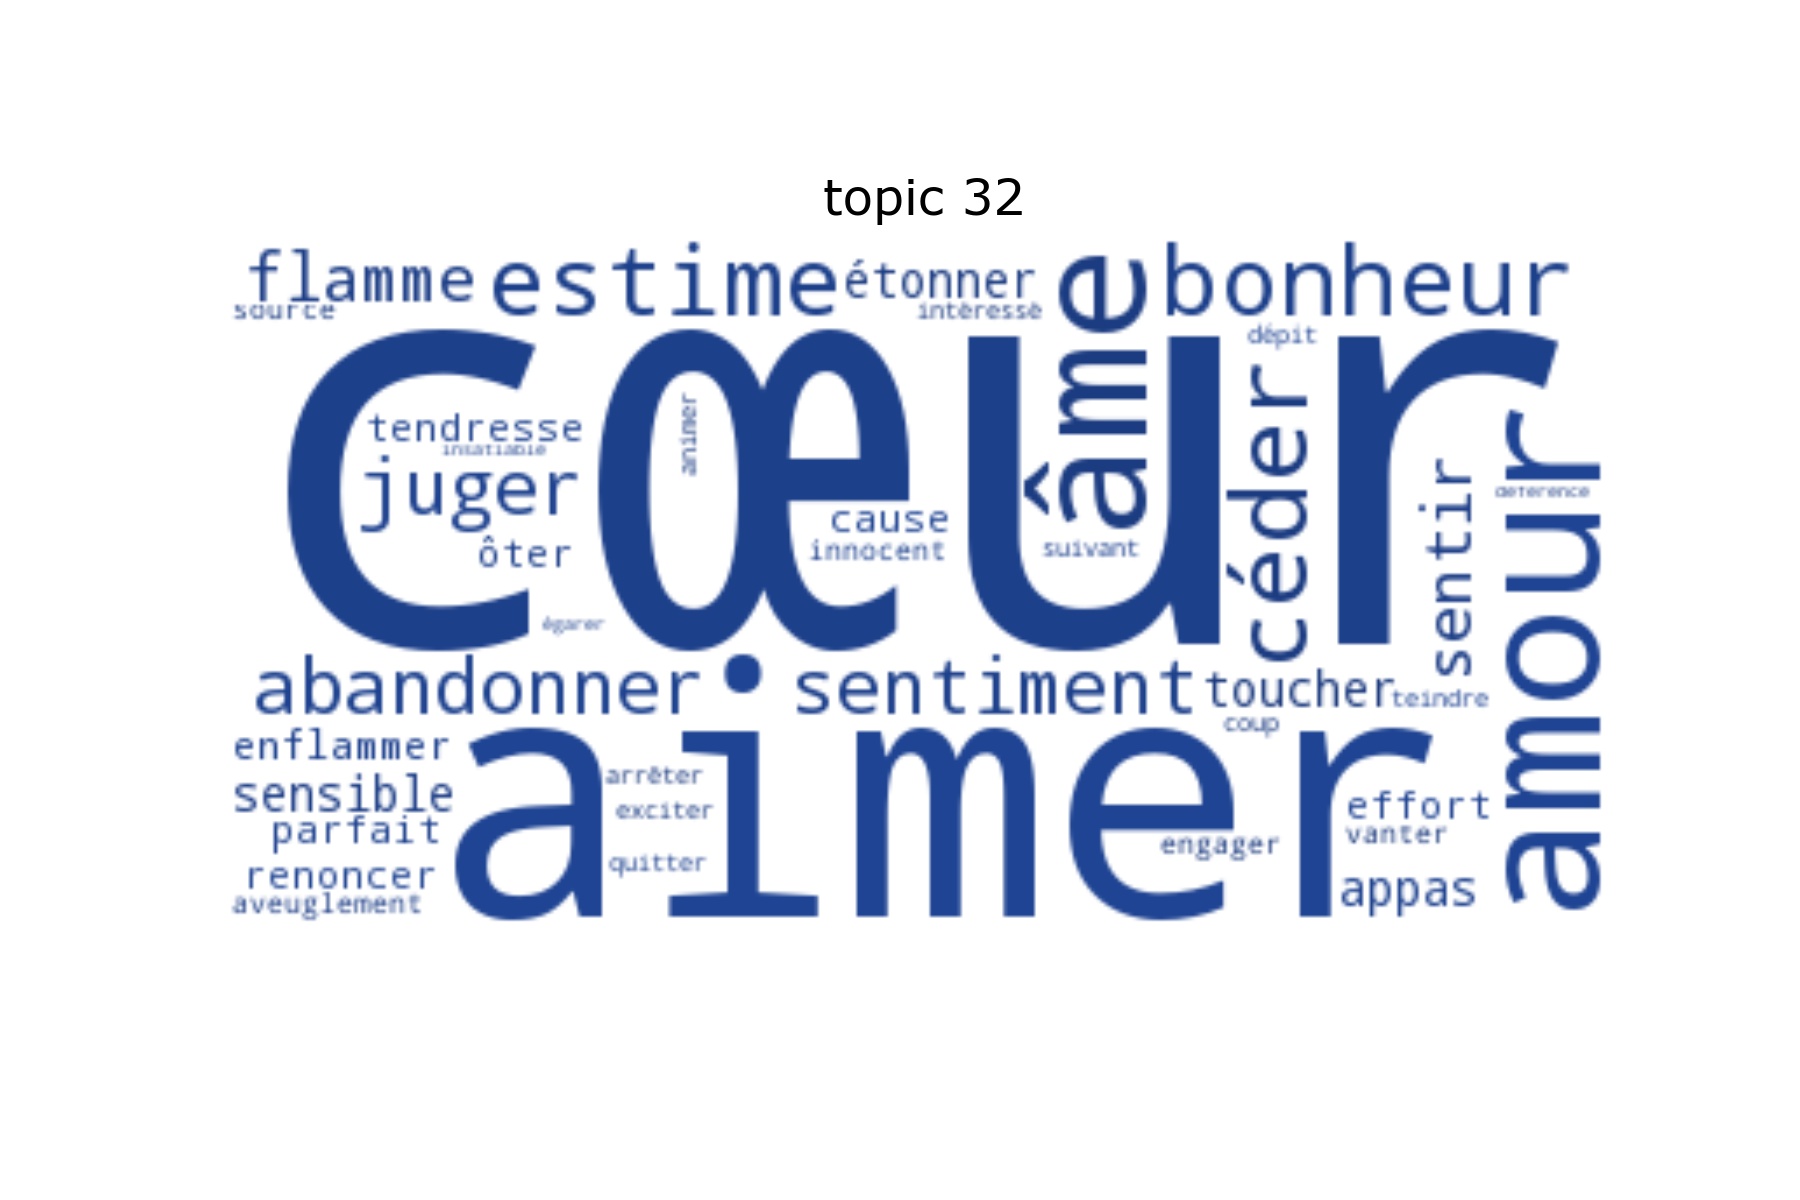 topic 32
flamme
estime
étonner
âme
bonheur
source
intéressé
cœur
dépit
tendresse
insatiable
animer
juger
céder
sentir
amour
déférence
cause
ôter
innocent
suivant
égarer
abandonner
sentiment
toucher
teindre
coup
enflammer
aimer
arrêter
sensible
exciter
effort
parfait
vanter
engager
quitter
renoncer
appas
aveuglement